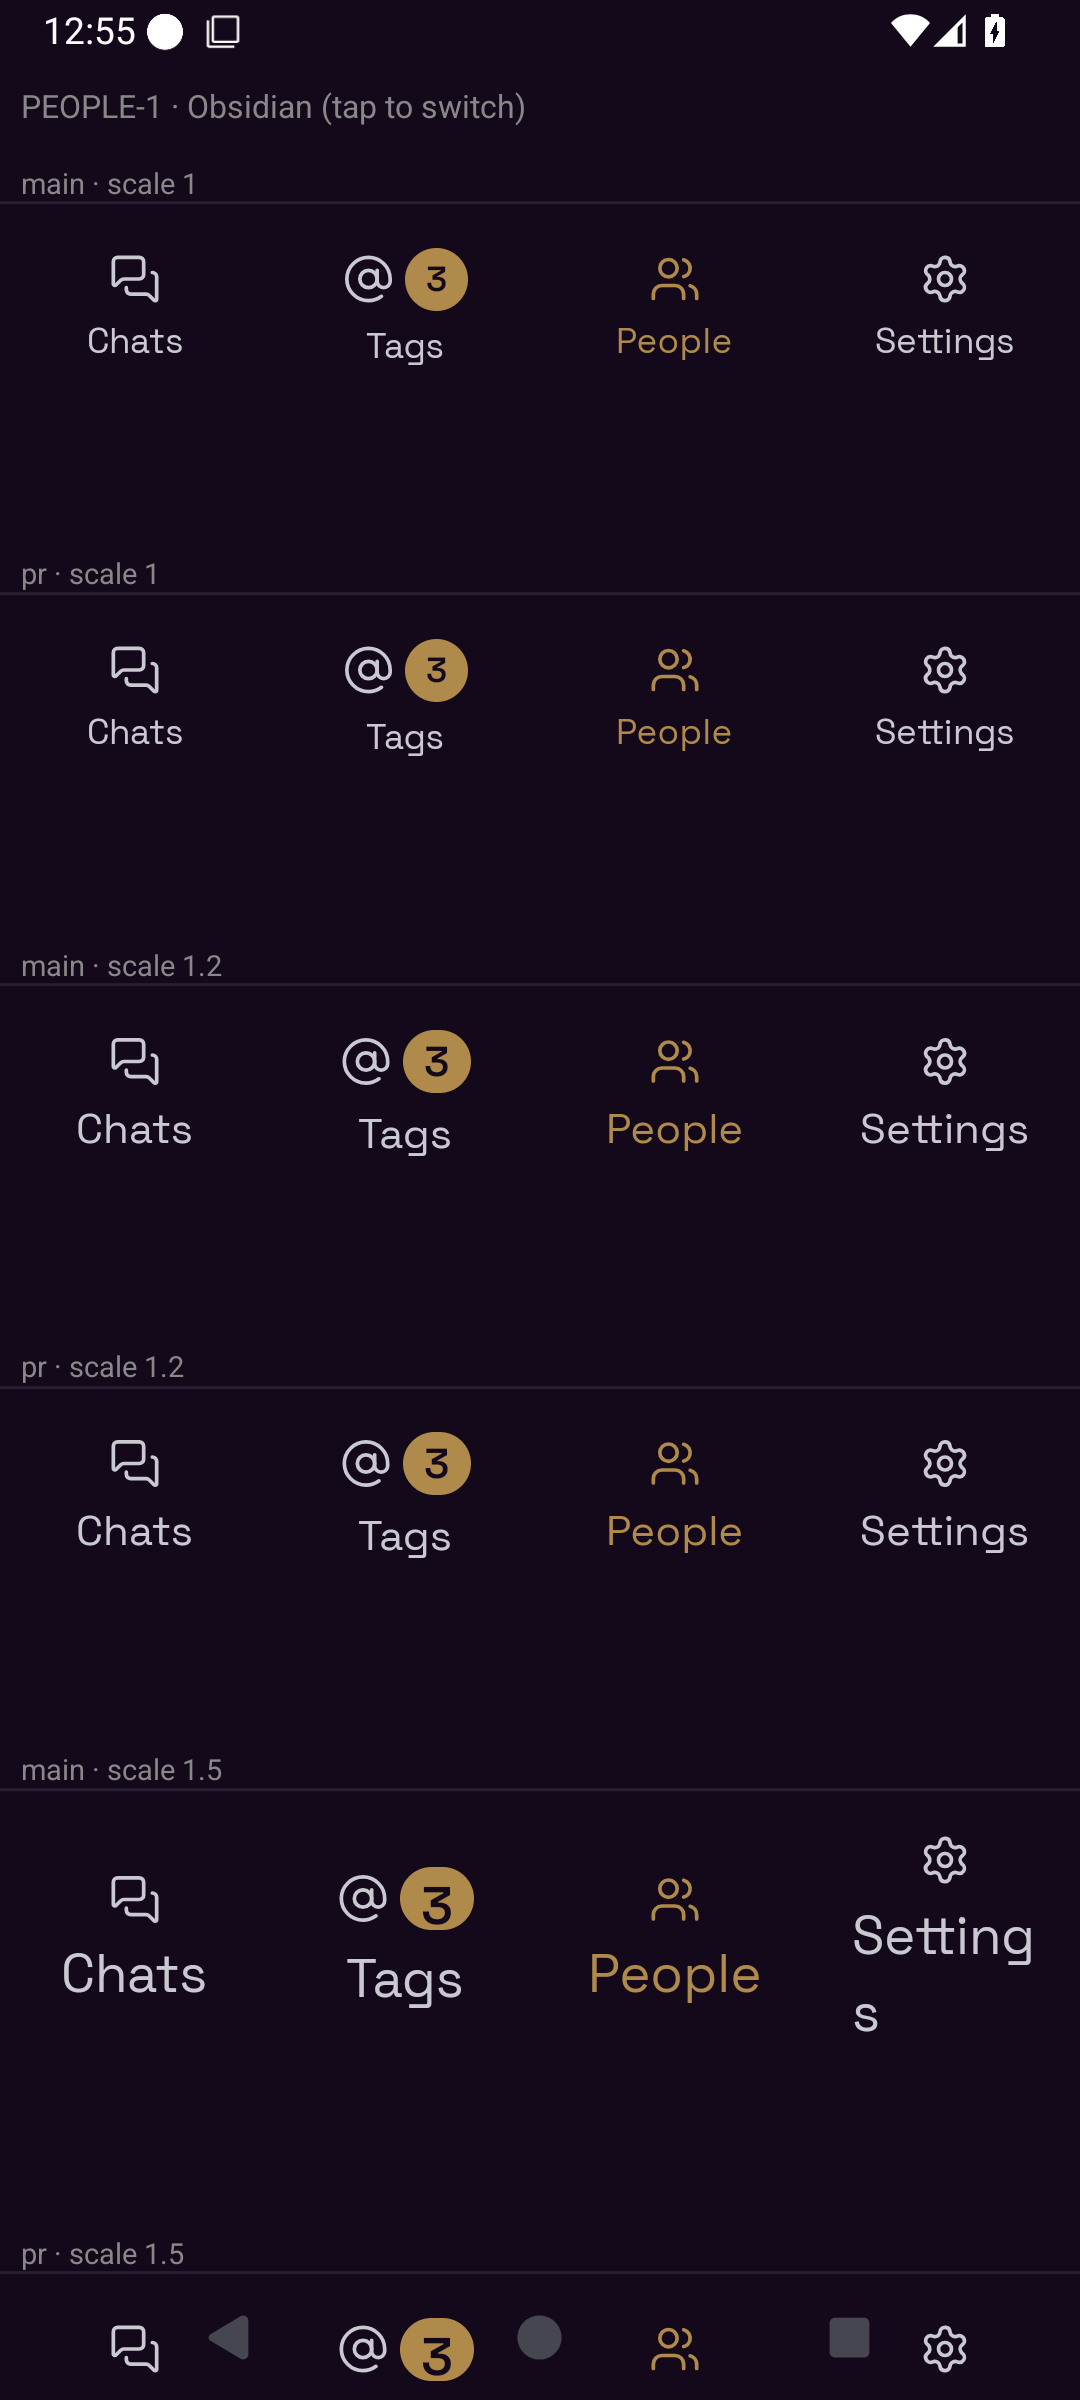 12:55
PEOPLE-1 · Obsidian (tap to switch)
main · scale 1
3
Chats Tags People Settings
pr · scale 1
3
Chats Tags People Settings
main · scale 1.2
3
Chats Tags People Settings
pr · scale 1.2
3
Chats Tags People Settings
main · scale 1.5
3
Chats Tags People Setting
s
pr · scale 1.5
3